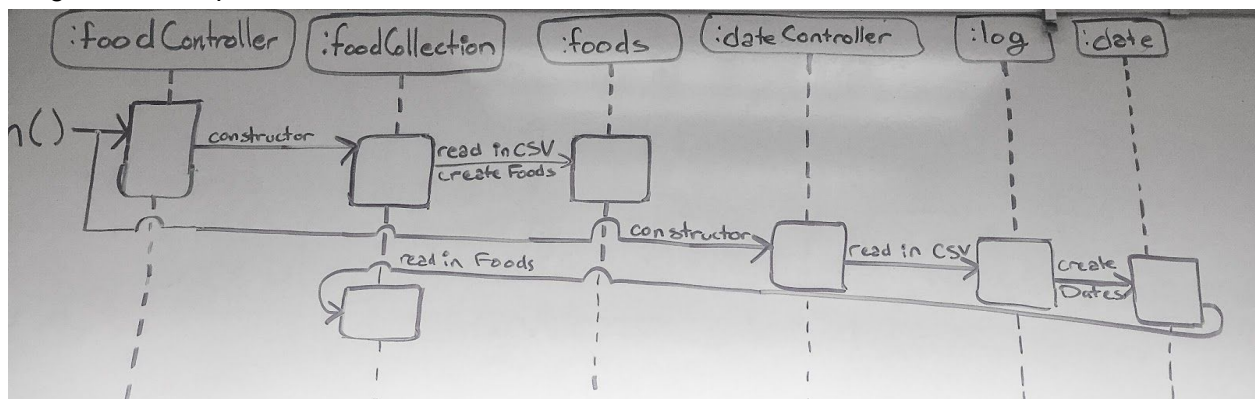 :foodController
:foodCollection
:foods
:dateController
:log
:date
n()
constructor
read in CSV
create Foods
constructor
read in CSV
create
Dates
read in Foods